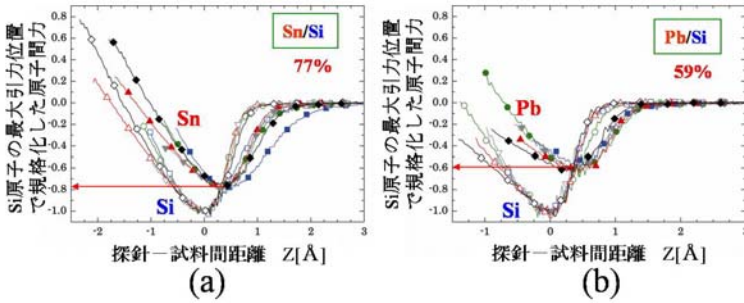 Si原子の最大引力位置
で規格化した原子間力
0.8
0.6
0.4
0.2
-0.0
-0.2
-0.4
-0.6
-0.8
-1.0
Sn/Si
77%
Sn
Si
-2
-1
0
1
2
3
探針－試料間距離 Z[Å]
(a)
Si原子の最大引力位置
で規格化した原子間力
0.8
0.6
0.4
0.2
0.0
-0.2
-0.4
-0.6
-0.8
-1.0
Pb/Si
59%
Pb
Si
-1
0
1
2
3
探針－試料間距離 Z[Å]
(b)